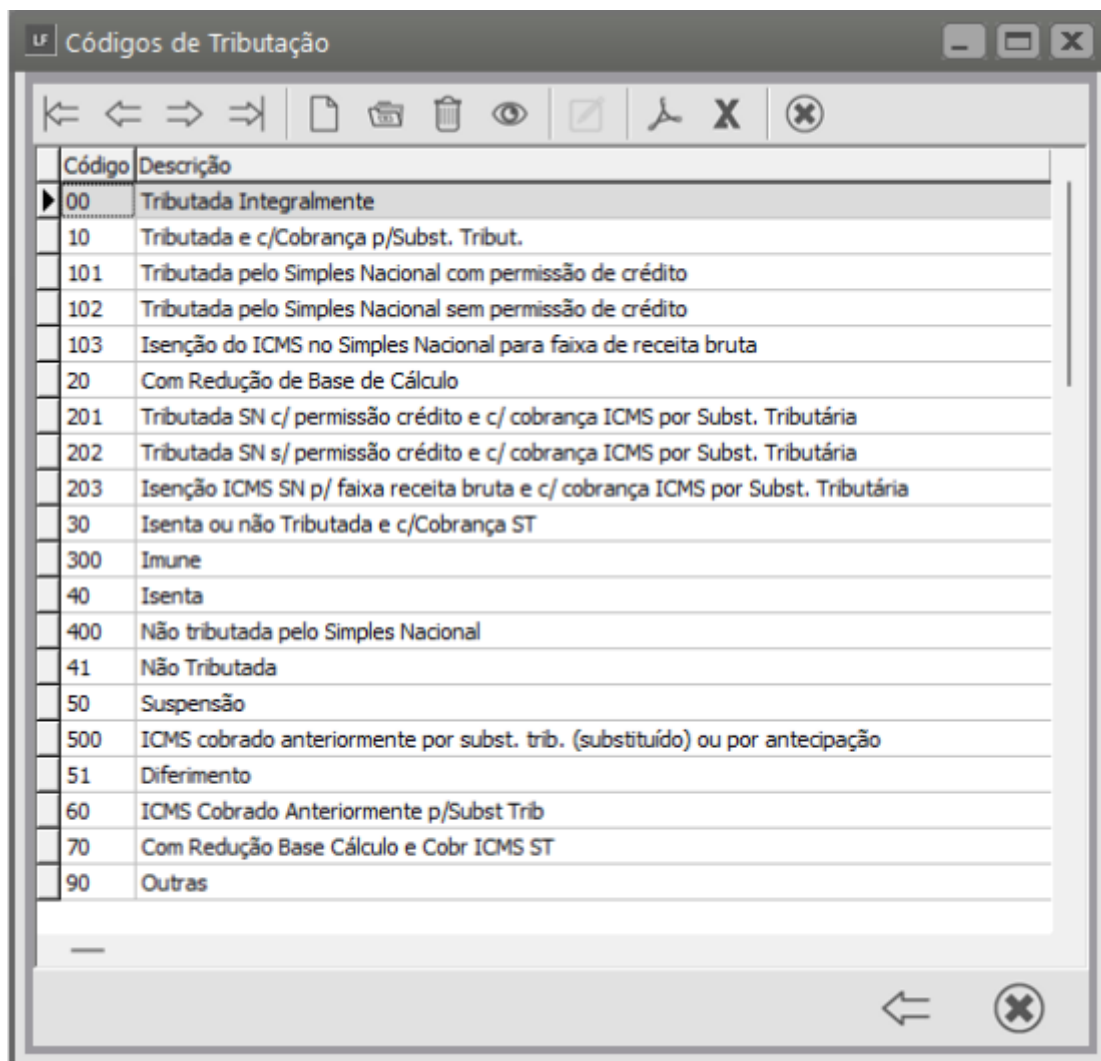 LF Códigos de Tributação
Código Descrição
00 Tributada Integralmente
10 Tributada e c/Cobrança p/Subst. Tribut.
101 Tributada pelo Simples Nacional com permissão de crédito
102 Tributada pelo Simples Nacional sem permissão de crédito
103 Isenção do ICMS no Simples Nacional para faixa de receita bruta
20 Com Redução de Base de Cálculo
201 Tributada SN c/ permissão crédito e c/ cobrança ICMS por Subst. Tributária
202 Tributada SN s/ permissão crédito e c/ cobrança ICMS por Subst. Tributária
203 Isenção ICMS SN p/ faixa receita bruta e c/ cobrança ICMS por Subst. Tributária
30 Isenta ou não Tributada e c/Cobrança ST
300 Imune
40 Isenta
400 Não tributada pelo Simples Nacional
41 Não Tributada
50 Suspensão
500 ICMS cobrado anteriormente por subst. trib. (substituído) ou por antecipação
51 Diferimento
60 ICMS Cobrado Anteriormente p/Subst Trib
70 Com Redução Base Cálculo e Cobr ICMS ST
90 Outras